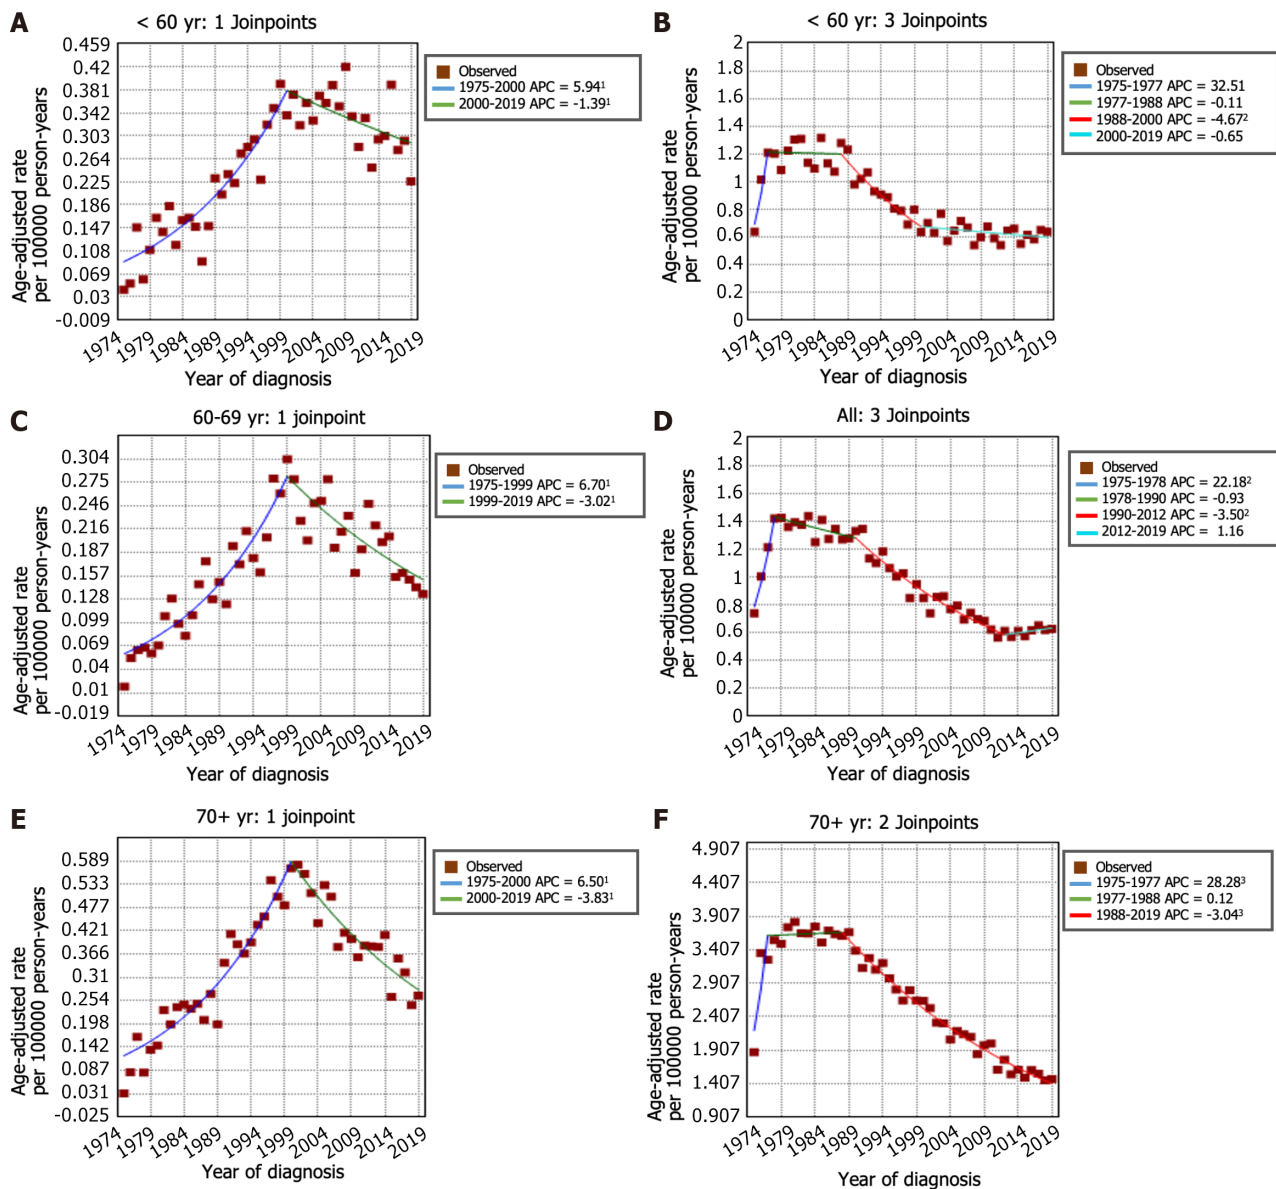 A
< 60 yr: 1 Joinpoints
Age-adjusted rate
per 100000 person-years
0.459
0.42
0.381
0.342
0.303
0.264
0.225
0.186
0.147
0.108
0.069
0.03
-0.009
1974 1979 1984 1989 1994 1999 2004 2009 2014 2019
Year of diagnosis
Observed
1975-2000 APC = 5.94¹
2000-2019 APC = -1.39¹
B
< 60 yr: 3 Joinpoints
Age-adjusted rate
per 100000 person-years
2
1.8
1.6
1.4
1.2
1
0.8
0.6
0.4
0.2
0
1974 1979 1984 1989 1994 1999 2004 2009 2014 2019
Year of diagnosis
Observed
1975-1977 APC = 32.51
1977-1988 APC = -0.11
1988-2000 APC = -4.67²
2000-2019 APC = -0.65
C
60-69 yr: 1 joinpoint
Age-adjusted rate
per 100000 person-years
0.304
0.275
0.246
0.216
0.187
0.157
0.128
0.099
0.069
0.04
0.01
-0.019
1974 1979 1984 1989 1994 1999 2004 2009 2014 2019
Year of diagnosis
Observed
1975-1999 APC = 6.70¹
1999-2019 APC = -3.02¹
D
All: 3 Joinpoints
Age-adjusted rate
per 100000 person-years
2
1.8
1.6
1.4
1.2
1
0.8
0.6
0.4
0.2
0
1974 1979 1984 1989 1994 1999 2004 2009 2014 2019
Year of diagnosis
Observed
1975-1978 APC = 22.18²
1978-1990 APC = -0.93
1990-2012 APC = -3.50²
2012-2019 APC = 1.16
E
70+ yr: 1 joinpoint
Age-adjusted rate
per 100000 person-years
0.589
0.533
0.477
0.421
0.366
0.31
0.254
0.198
0.142
0.087
0.031
-0.025
1974 1979 1984 1989 1994 1999 2004 2009 2014 2019
Year of diagnosis
Observed
1975-2000 APC = 6.50¹
2000-2019 APC = -3.83¹
F
70+ yr: 2 Joinpoints
Age-adjusted rate
per 100000 person-years
4.907
4.407
3.907
3.407
2.907
2.407
1.907
1.407
0.907
1974 1979 1984 1989 1994 1999 2004 2009 2014 2019
Year of diagnosis
Observed
1975-1977 APC = 28.28³
1977-1988 APC = 0.12
1988-2019 APC = -3.04³